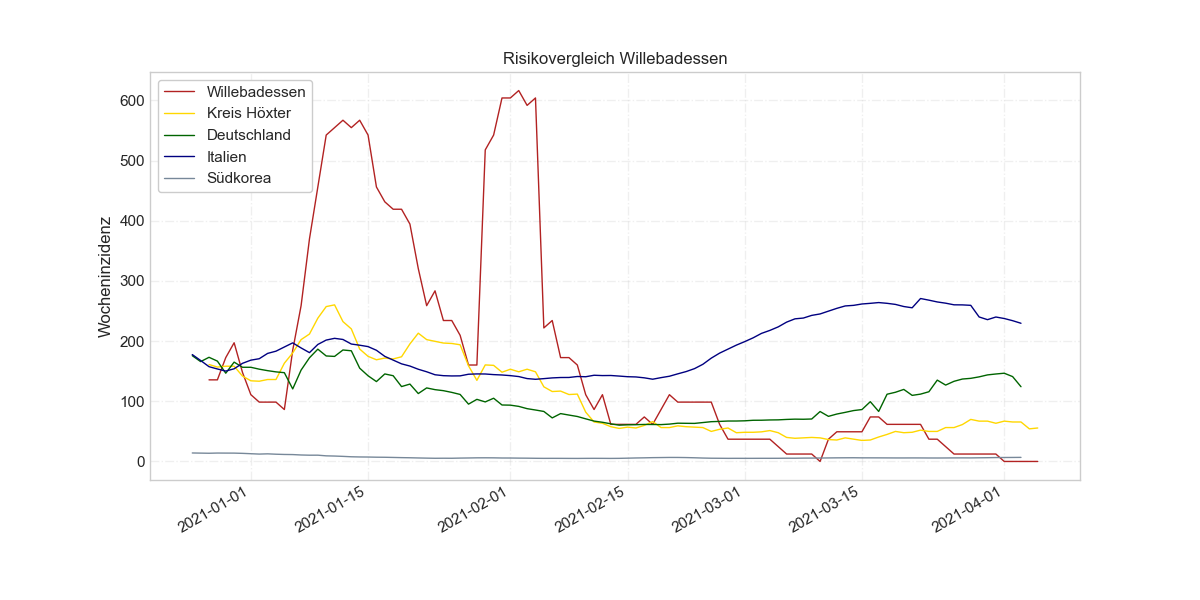 Risikovergleich Willebadessen
Willebadessen
Kreis Höxter
Deutschland
Italien
Südkorea
Wocheninzidenz
600
500
400
300
200
100
0
2021-01-01
2021-01-15
2021-02-01
2021-02-15
2021-03-01
2021-03-15
2021-04-01